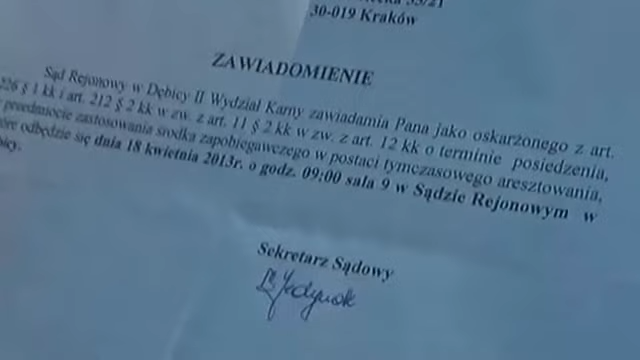 30-019 Kraków
ZAWIADOMIENIE
Sąd Rejonowy w Dębicy II Wydział Karny zawiadamia Pana jako oskarżonego z art.
226 § 1 kk i art. 212 § 2 kk w zw. z art. 11 § 2 kk w zw. z art. 12 kk o terminie posiedzenia,
przedmiocie zastosowania środka zapobiegawczego w postaci tymczasowego aresztowania,
odbędzie się dnia 18 kwietnia 2013r. o godz. 09:00 sala 9 w Sądzie Rejonowym w
Sekretarz Sądowy